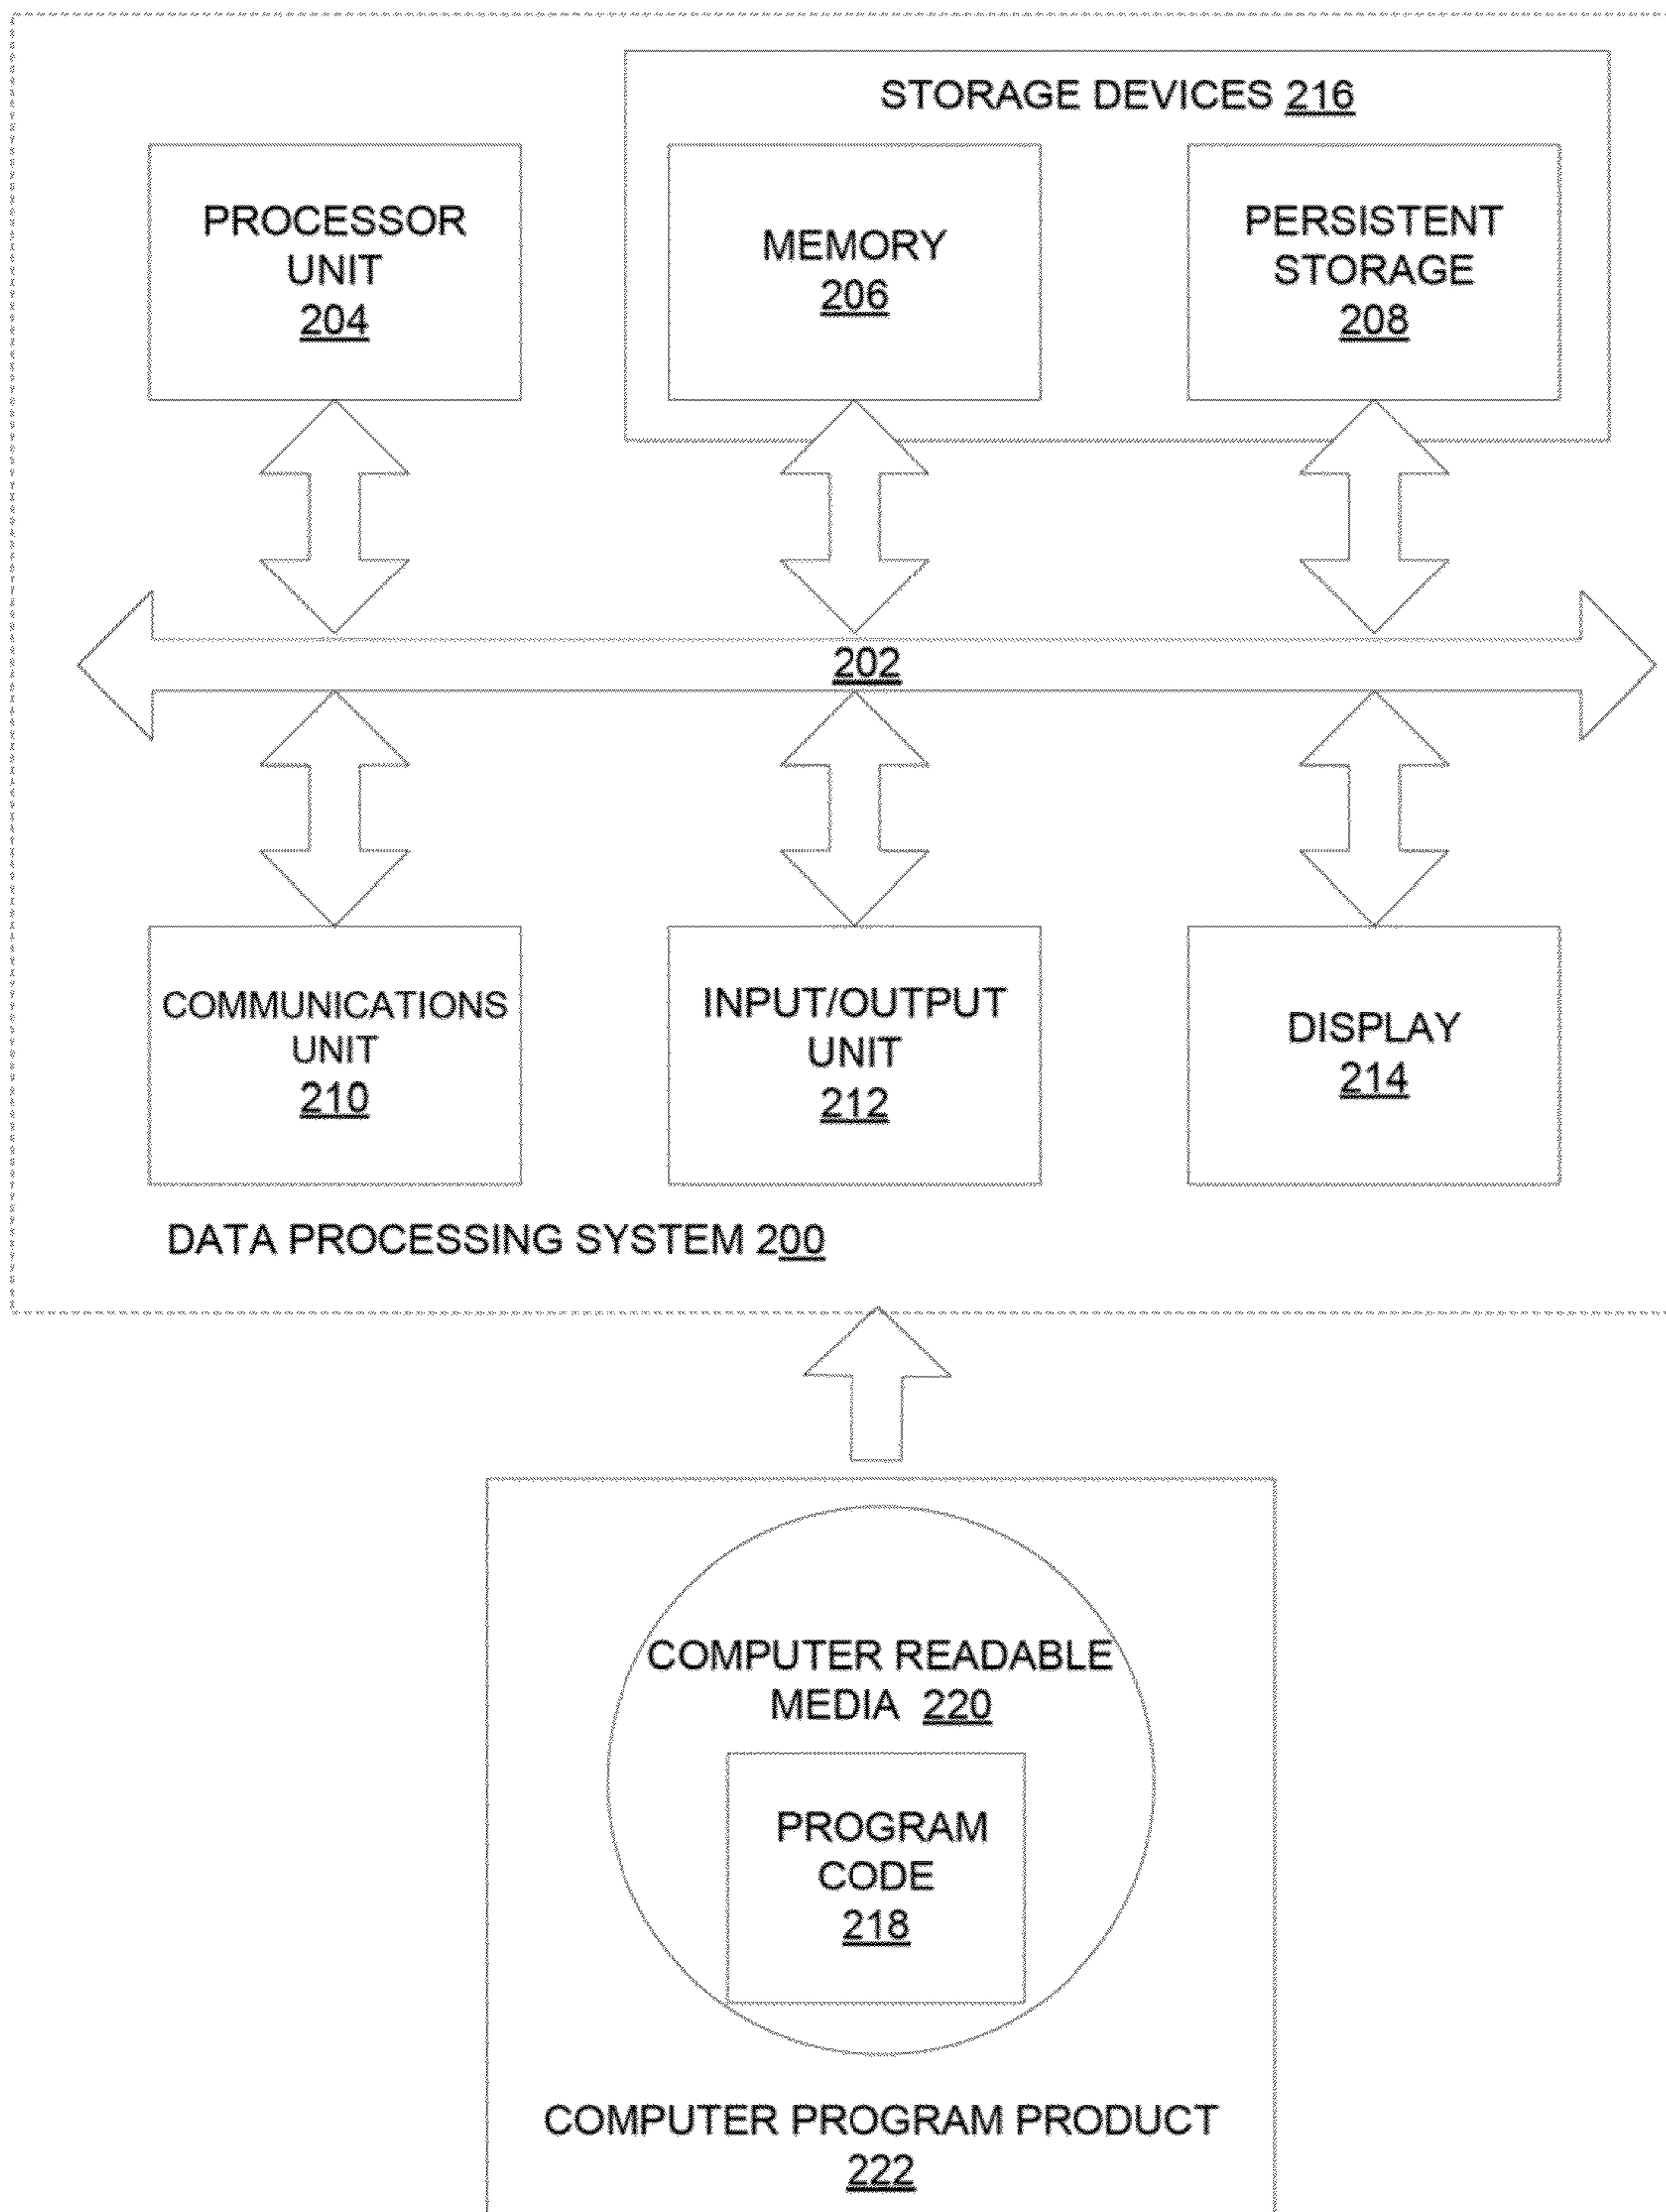 STORAGE DEVICES 216
PROCESSOR
UNIT
204
MEMORY
206
PERSISTENT
STORAGE
208
202
COMMUNICATIONS
UNIT
210
INPUT/OUTPUT
UNIT
212
DISPLAY
214
DATA PROCESSING SYSTEM 200
COMPUTER READABLE
MEDIA 220
PROGRAM
CODE
218
COMPUTER PROGRAM PRODUCT
222